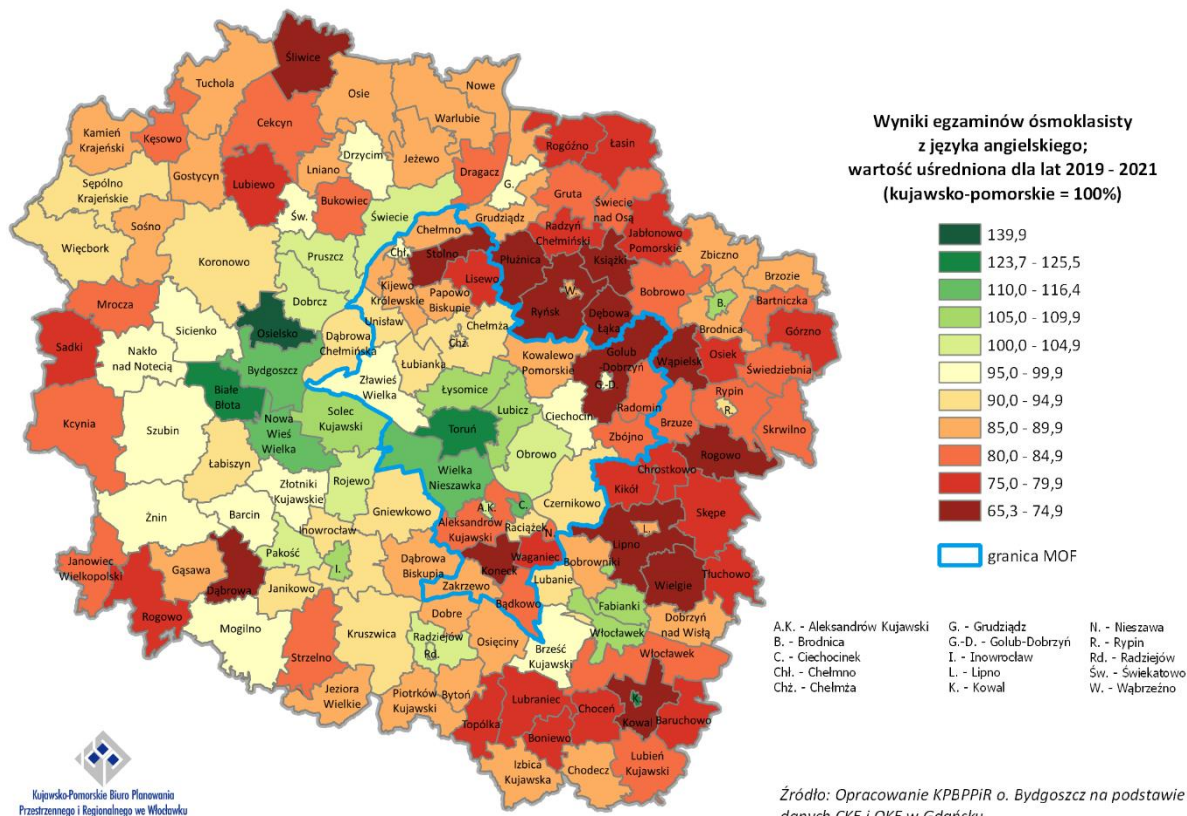 Śliwice
Tuchola
Nowe
Osie
Warlubie
Cekcyn
Kamień
Krajeński
Kęsowo
Rogoźno
Łasin
Drzycim
Jeżewo
Dragacz
Gostycyn
Lniano
G.
Sępólno
Krajeńskie
Lubiewo
Bukowiec
Gruta
Świecie
nad Osą
Św.
Świecie
Grudziądz
Sośno
Chełmno
Radzyń
Chełmiński
Jabłonowo
Pomorskie
Więcbork
Koronowo
Pruszcz
Chł.
Stolno
Płużnica
Książki
Zbiczno
Lisewo
Brzozie
Kijewo
Królewskie
Papowo
Biskupie
W.
Bobrowo
B.
Bartniczka
Mrocza
Dobrcz
Ryńsk
Dębowa
Łąka
Brodnica
Górzno
Sicienko
Osielsko
Unisław
Chełmża
Chż.
Sadki
Dąbrowa
Chełmińska
Łubianka
Kowalewo
Pomorskie
Golub
-Dobrzyń
Wąpielsk
Osiek
Świedziebnia
Nakło
nad Notecią
Bydgoszcz
Zławieś
Wielka
G.-D.
Białe
Błota
Łysomice
Ciechocin
Radomin
Rypin
R.
Kcynia
Solec
Kujawski
Lubicz
Brzuze
Skrwilno
Szubin
Nowa
Wieś
Wielka
Toruń
Zbójno
Obrowo
Rogowo
Łabiszyn
Wielka
Nieszawka
Chrostkowo
Złotniki
Kujawskie
Rojewo
Kikół
Czernikowo
Skępe
Żnin
Barcin
Gniewkowo
A.K.
C.
Inowrocław
Aleksandrów
Kujawski
Raciążek
N.
L.
Lipno
Pakość
I.
Waganiec
Janowiec
Wielkopolski
Gąsawa
Dąbrowa
Dąbrowa
Biskupia
Koneck
Bobrowniki
Tłuchowo
Janikowo
Zakrzewo
Lubanie
Wielgie
Rogowo
Bądkowo
Fabianki
Mogilno
Dobre
Dobrzyń
nad Wisłą
Strzelno
Kruszwica
Radziejów
Rd.
Osięciny
Włocławek
Brześć
Kujawski
Włocławek
Jeziora
Wielkie
Piotrków
Kujawski
Bytoń
Lubraniec
Choceń
K.
Kowal
Baruchowo
Topólka
Boniewo
Izbica
Kujawska
Chodecz
Lubień
Kujawski
Wyniki egzaminów ósmoklasisty
z języka angielskiego;
wartość uśredniona dla lat 2019 - 2021
(kujawsko-pomorskie = 100%)
139,9
123,7 - 125,5
110,0 - 116,4
105,0 - 109,9
100,0 - 104,9
95,0 - 99,9
90,0 - 94,9
85,0 - 89,9
80,0 - 84,9
75,0 - 79,9
65,3 - 74,9
granica MOF
A.K. - Aleksandrów Kujawski
B. - Brodnica
C. - Ciechocinek
Chł. - Chełmno
Chż. - Chełmża
G. - Grudziądz
G.-D. - Golub-Dobrzyń
I. - Inowrocław
L. - Lipno
K. - Kowal
N. - Nieszawa
R. - Rypin
Rd. - Radziejów
Św. - Świekatowo
W. - Wąbrzeźno
Kujawsko-Pomorskie Biuro Planowania
Przestrzennego i Regionalnego we Włocławku
Źródło: Opracowanie KPBPPiR o. Bydgoszcz na podstawie
danych CKE i OKE w Gdańsku